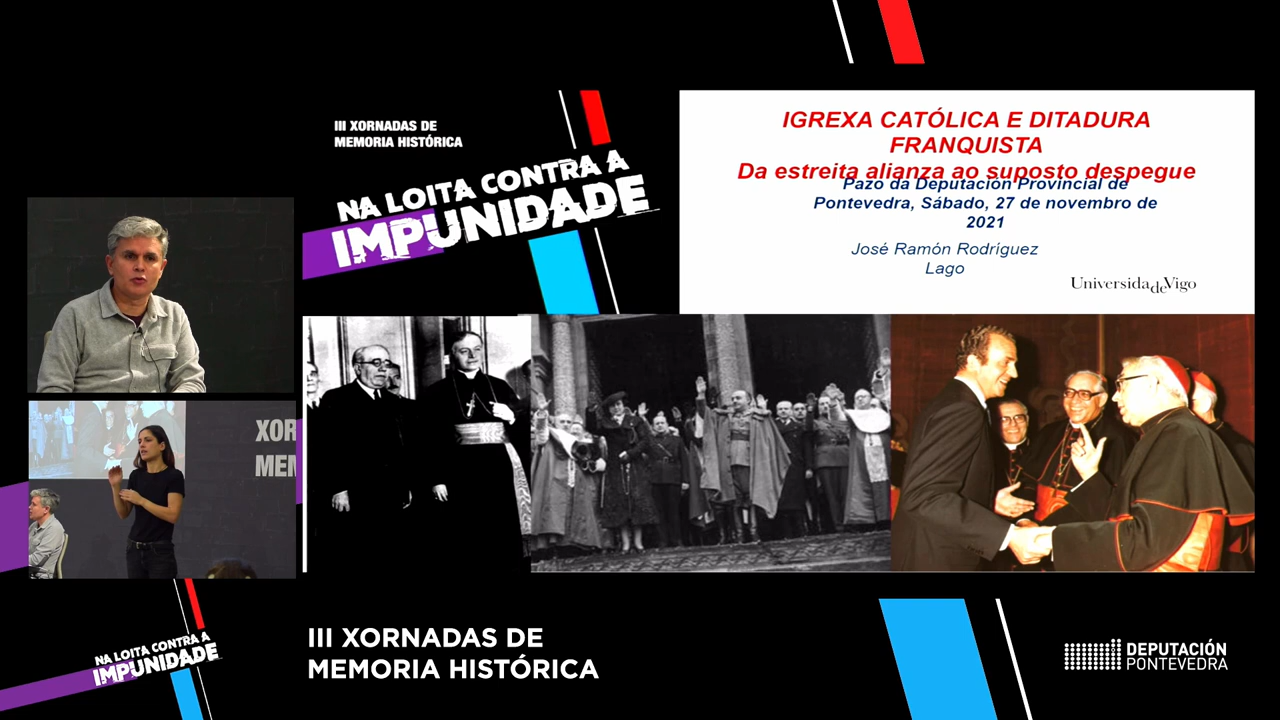 III XORNADAS DE
MEMORIA HISTÓRICA
NA LOITA CONTRA A
IMPUNIDADE
IGREXA CATÓLICA E DITADURA
FRANQUISTA
Da estreita alianza ao suposto despegue
Pazo da Deputación Provincial de
Pontevedra, Sábado, 27 de novembro de
2021
José Ramón Rodríguez
Lago
UniversidadeVigo
XOR
MEM
NA LOITA CONTRA A
IMPUNIDADE
III XORNADAS DE
MEMORIA HISTÓRICA
DEPUTACIÓN
PONTEVEDRA